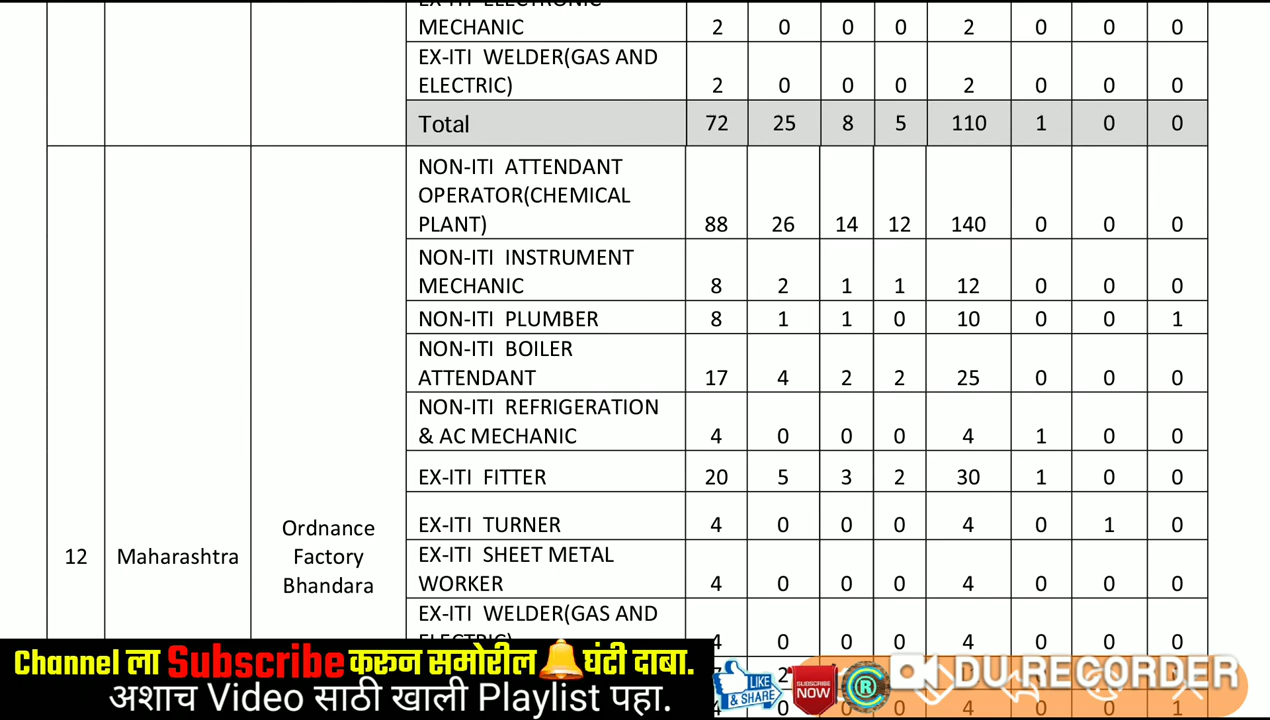 EX-ITI ELECTRONIC
MECHANIC 2 0 0 0 2 0 0 0
EX-ITI WELDER(GAS AND
ELECTRIC) 2 0 0 0 2 0 0 0
Total 72 25 8 5 110 1 0 0
NON-ITI ATTENDANT
OPERATOR(CHEMICAL
PLANT) 88 26 14 12 140 0 0 0
NON-ITI INSTRUMENT
MECHANIC 8 2 1 1 12 0 0 0
NON-ITI PLUMBER 8 1 1 0 10 0 0 1
NON-ITI BOILER
ATTENDANT 17 4 2 2 25 0 0 0
NON-ITI REFRIGERATION
& AC MECHANIC 4 0 0 0 4 1 0 0
EX-ITI FITTER 20 5 3 2 30 1 0 0
EX-ITI TURNER 4 0 0 0 4 0 1 0
12 Maharashtra
Ordnance
Factory
Bhandara
EX-ITI SHEET METAL
WORKER 4 0 0 0 4 0 0 0
EX-ITI WELDER(GAS AND
ELECTRIC) 4 0 0 0 4 0 0 0
Channel ला Subscribe करून समोरील घंटी दाबा.
अशाच Video साठी खाली Playlist पहा.
LIKE
& SHARE
SUBSCRIBE
NOW
R
DU RECORDER
0 0 4 1